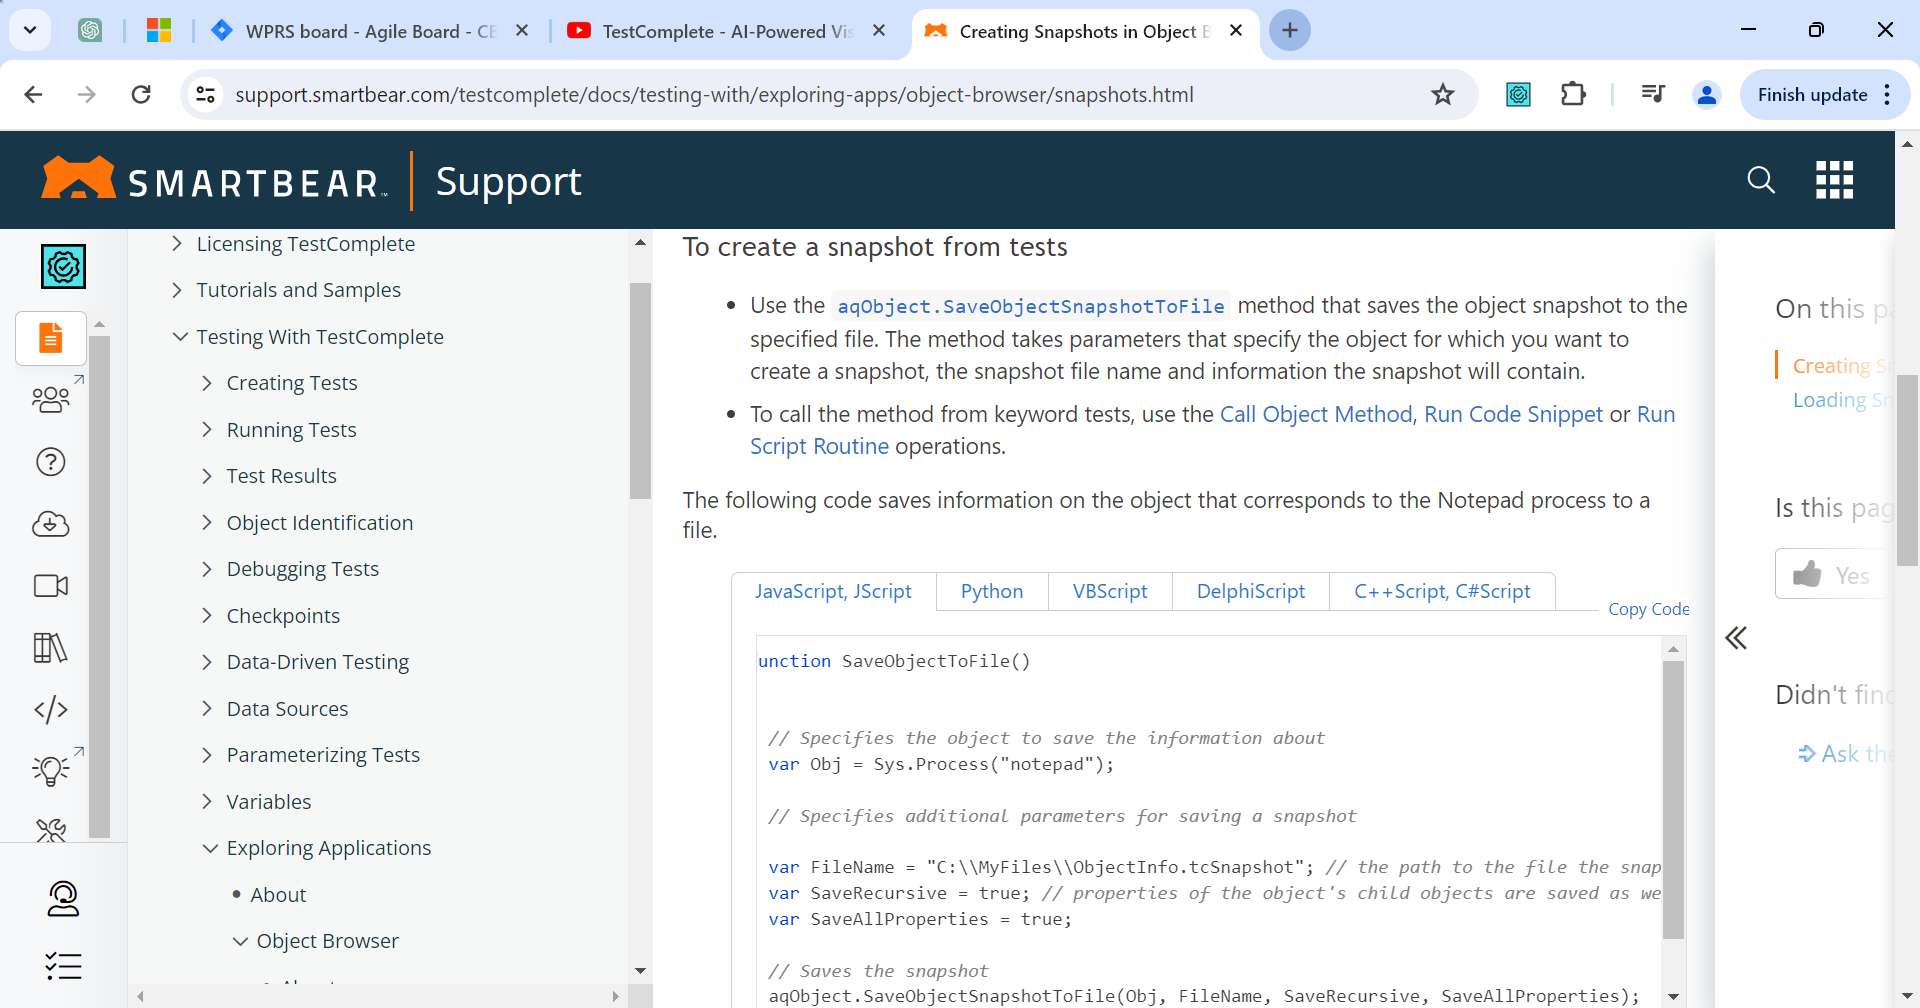 WPRS board - Agile Board - CE
TestComplete - AI-Powered Vis
Creating Snapshots in Object B
support.smartbear.com/testcomplete/docs/testing-with/exploring-apps/object-browser/snapshots.html
Finish update
SMARTBEAR™
Support
Licensing TestComplete
Tutorials and Samples
Testing With TestComplete
Creating Tests
Running Tests
Test Results
Object Identification
Debugging Tests
Checkpoints
Data-Driven Testing
Data Sources
Parameterizing Tests
Variables
Exploring Applications
About
Object Browser
To create a snapshot from tests
Use the aqObject.SaveObjectSnapshotToFile method that saves the object snapshot to the
specified file. The method takes parameters that specify the object for which you want to
create a snapshot, the snapshot file name and information the snapshot will contain.
To call the method from keyword tests, use the Call Object Method, Run Code Snippet or Run
Script Routine operations.
The following code saves information on the object that corresponds to the Notepad process to a
file.
JavaScript, JScript
Python
VBScript
DelphiScript
C++Script, C#Script
Copy Code
unction SaveObjectToFile()
// Specifies the object to save the information about
var Obj = Sys.Process("notepad");
// Specifies additional parameters for saving a snapshot
var FileName = "C:\\MyFiles\\ObjectInfo.tcSnapshot"; // the path to the file the snap
var SaveRecursive = true; // properties of the object's child objects are saved as we
var SaveAllProperties = true;
// Saves the snapshot
aqObject.SaveObjectSnapshotToFile(Obj, FileName, SaveRecursive, SaveAllProperties);
On this pa
Creating S
Loading Sn
Is this pag
Yes
Didn't find
Ask the